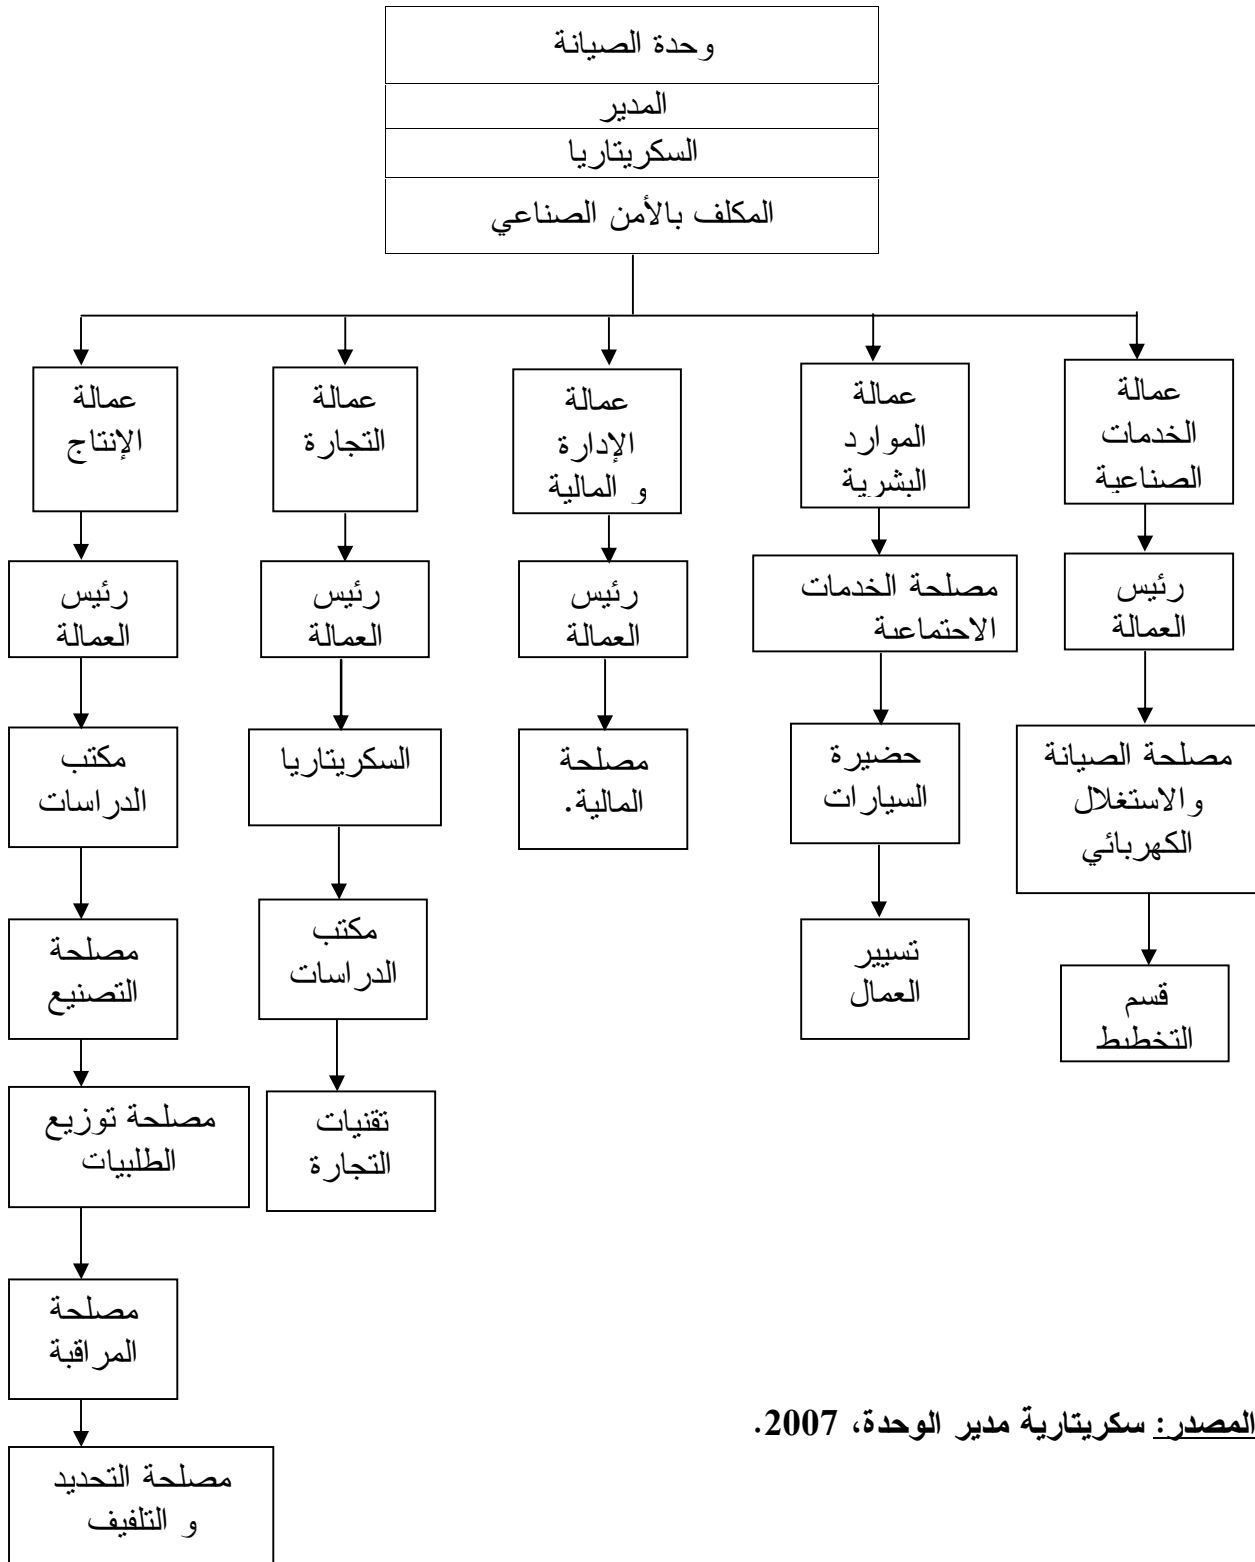 وحدة الصيانة
المدير
السكريتاريا
المكلف بالأمن الصناعي
عمالة
الخدمات
الصناعية
رئيس
العمالة
مصلحة الصيانة
والاستغلال
الكهربائي
قسم
التخطيط
عمالة
الموارد
البشرية
مصلحة الخدمات
الاجتماعية
حضيرة
السيارات
تسيير
العمال
عمالة
الإدارة
و المالية
رئيس
العمالة
مصلحة
المالية.
عمالة
التجارة
رئيس
العمالة
السكريتاريا
مكتب
الدراسات
تقنيات
التجارة
عمالة
الإنتاج
رئيس
العمالة
مكتب
الدراسات
مصلحة
التصنيع
مصلحة توزيع
الطلبيات
مصلحة
المراقبة
مصلحة التحديد
و التلفيف
المصدر: سكريتارية مدير الوحدة، 2007.